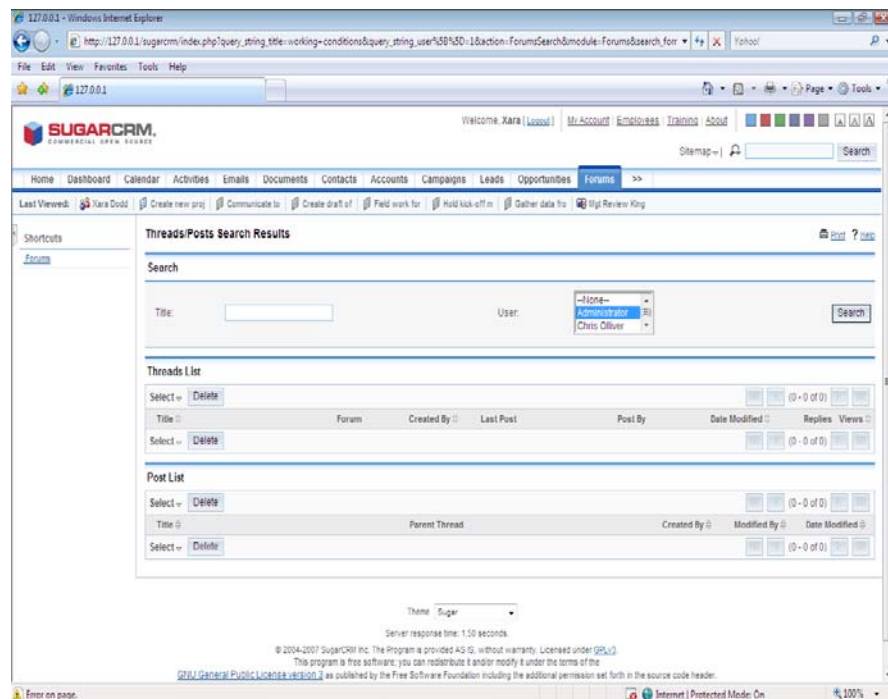 127.0.0.1 - Windows Internet Explorer
http://127.0.0.1/sugarcrm/index.php?query_string_title=working+conditions&query_string_user%5B%5D=1&action=ForumsSearch&module=Forums&search_forr
Yahoo!
File Edit View Favorites Tools Help
127.0.0.1
Page Tools
SUGARCRM.
COMMERCIAL OPEN SOURCE
Welcome, Xara [ Logout ] My Account Employees Training About
Sitemap Search
Home Dashboard Calendar Activities Emails Documents Contacts Accounts Campaigns Leads Opportunities Forums >>
Last Viewed: Xara Dodd Create new proj Communicate to Create draft of Field work for Hold kick-off m Gather data fro Mgt Review King
Shortcuts
Forums
Threads/Posts Search Results
Print ? Help
Search
Title:
User:
--None--
Administrator
Chris Olliver
Search
Threads List
Select Delete (0 - 0 of 0)
Title Forum Created By Last Post Post By Date Modified Replies Views
Select Delete (0 - 0 of 0)
Post List
Select Delete (0 - 0 of 0)
Title Parent Thread Created By Modified By Date Modified
Select Delete (0 - 0 of 0)
Theme Sugar
Server response time: 1.50 seconds.
© 2004-2007 SugarCRM Inc. The Program is provided AS IS, without warranty. Licensed under GPLv3.
This program is free software; you can redistribute it and/or modify it under the terms of the
GNU General Public License version 3 as published by the Free Software Foundation including the additional permission set forth in the source code header.
Error on page.
Internet | Protected Mode: On
100%